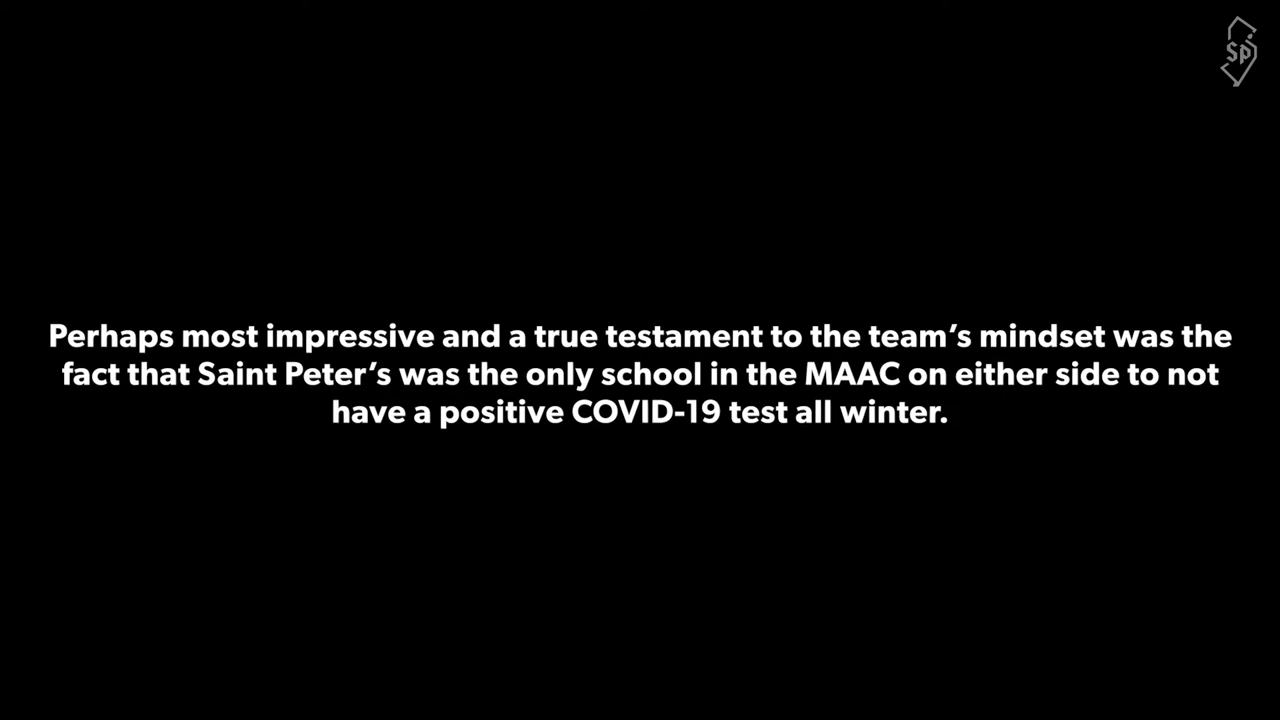 Sp
Perhaps most impressive and a true testament to the team’s mindset was the
fact that Saint Peter’s was the only school in the MAAC on either side to not
have a positive COVID-19 test all winter.